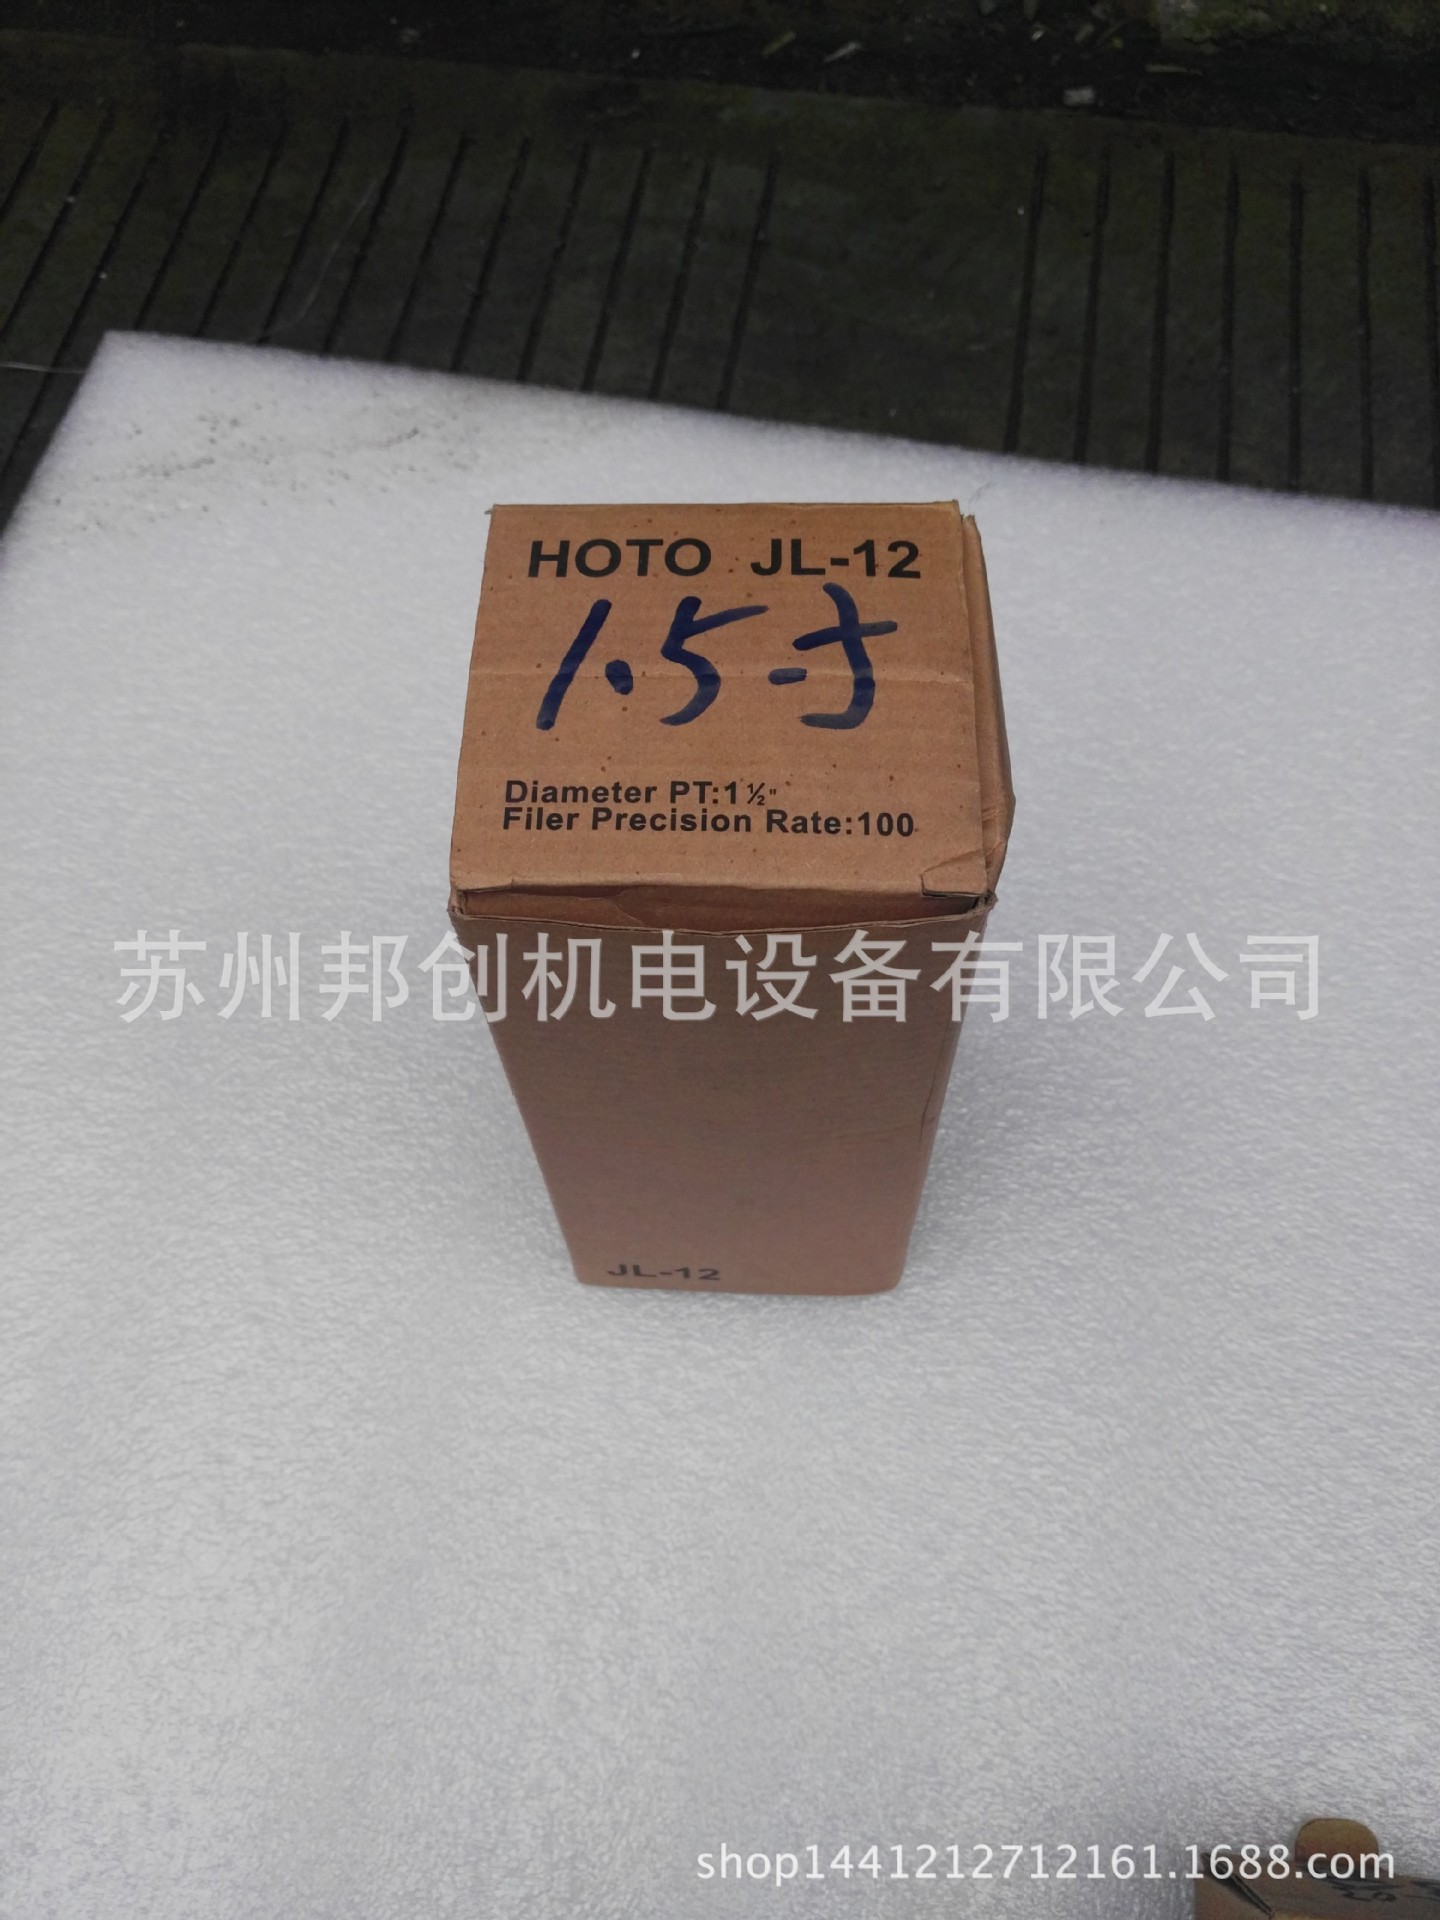 HOTO JL-12
1.5寸
Diameter PT:1½"
Filer Precision Rate:100
苏州邦创机电设备有限公司
JL-12
shop1441212712161.1688.com